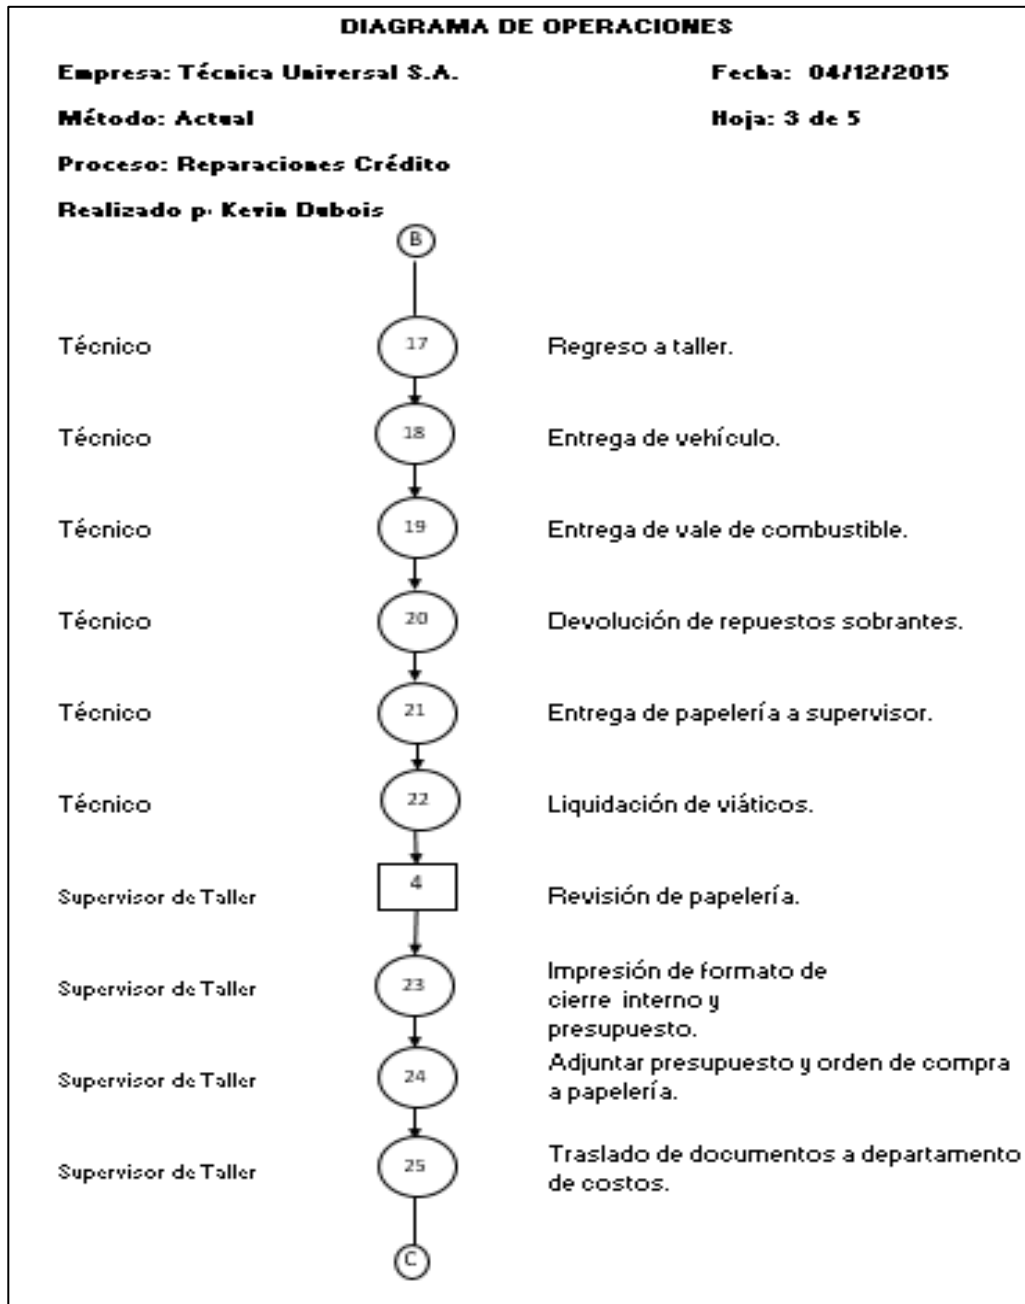 DIAGRAMA DE OPERACIONES
Empresa: Técnica Universal S.A. Fecha: 04/12/2015
Método: Actual Hoja: 3 de 5
Proceso: Reparaciones Crédito
Realizado p. Kevin Dubois
B
Técnico 17 Regreso a taller.
Técnico 18 Entrega de vehículo.
Técnico 19 Entrega de vale de combustible.
Técnico 20 Devolución de repuestos sobrantes.
Técnico 21 Entrega de papelería a supervisor.
Técnico 22 Liquidación de viáticos.
Supervisor de Taller 4 Revisión de papelería.
Supervisor de Taller 23 Impresión de formato de
cierre interno y
presupuesto.
Supervisor de Taller 24 Adjuntar presupuesto y orden de compra
a papelería.
Supervisor de Taller 25 Traslado de documentos a departamento
de costos.
C